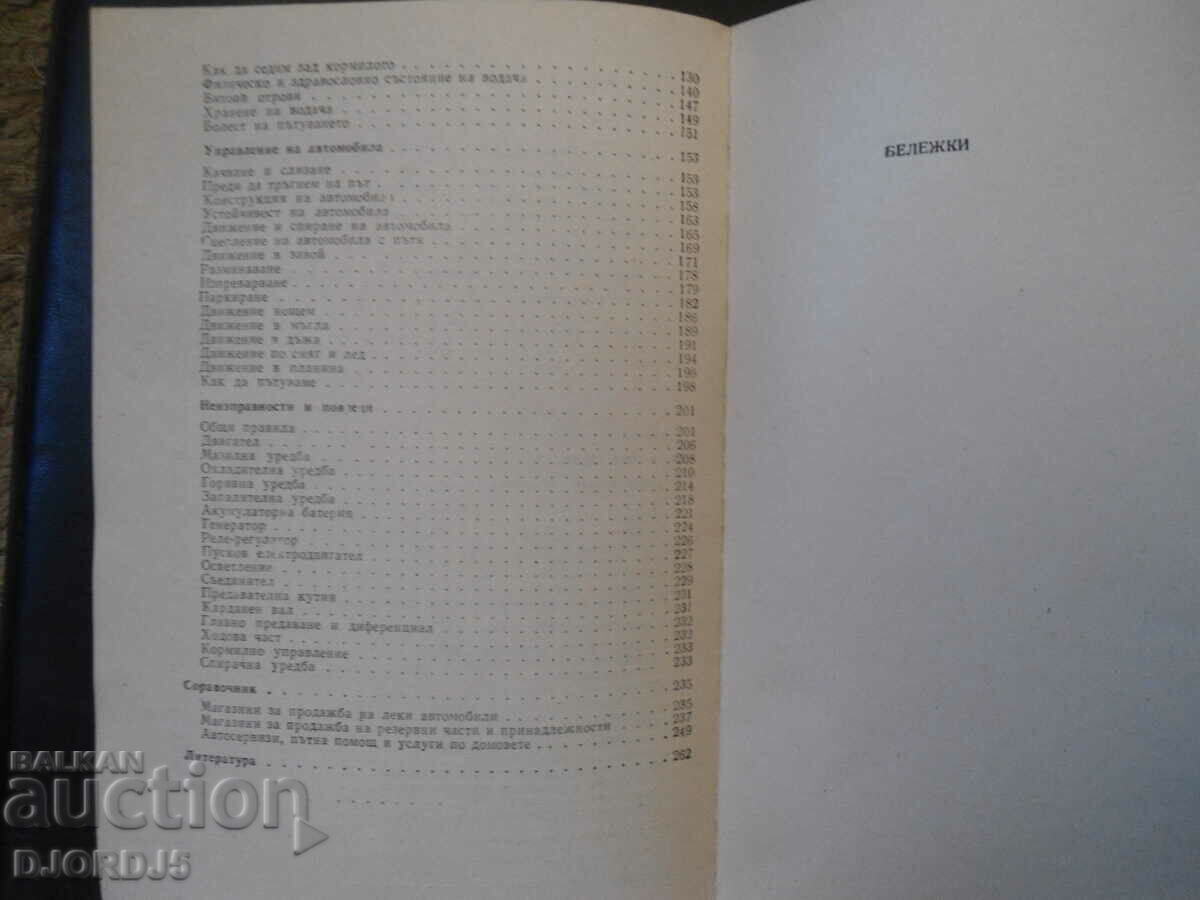 Как да седим зад кормилото 130
Физическо и здравословно състояние на водача 140
Битови отрови 147
Хранене на водача 149
Болест на пътуването 151
Управление на автомобила 153
Качване и слизане 153
Преди да тръгнем на път 153
Конструкция на автомобила 158
Устойчивост на автомобила 163
Движение и спиране на автомобила 165
Сцепление на автомобила с пътя 169
Движение в завой 171
Разминаване 178
Изпреварване 179
Паркиране 182
Движение нощем 186
Движение в мъгла 189
Движение в дъжд 191
Движение по сняг и лед 194
Движение в планина 196
Как да пътуваме 198
Неизправности и повреди 201
Общи правила 201
Двигател 206
Мазилна уредба 208
Охладителна уредба 210
Горивна уредба 214
Запалителна уредба 218
Акумулаторна батерия 221
Генератор 224
Реле-регулатор 226
Пусков електродвигател 227
Осветление 228
Съединител 229
Предавателна кутия 231
Карданен вал 231
Главно предаване и диференциал 232
Ходова част 232
Кормилно управление 233
Спирачна уредба 233
Справочник 235
Магазини за продажба на леки автомобили 235
Магазини за продажба на резервни части и принадлежности 237
Автосервизи, пътна помощ и услуги по домовете 249
Литература 262
БЕЛЕЖКИ
BALKAN
auction
DJORDJ5